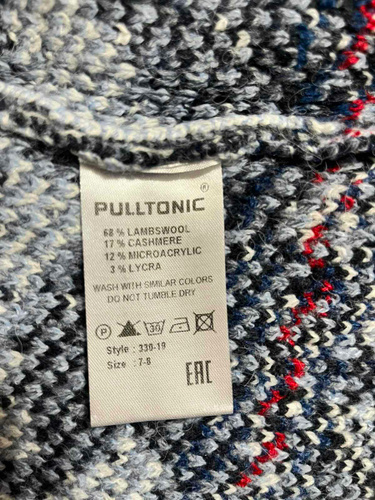 PULLTONIC ®
68 % LAMBSWOOL
17 % CASHMERE
12 % MICROACRYLIC
3 % LYCRA
WASH WITH SIMILAR COLORS
DO NOT TUMBLE DRY
P 30
Style : 330-19
Size : 7-8
EAC